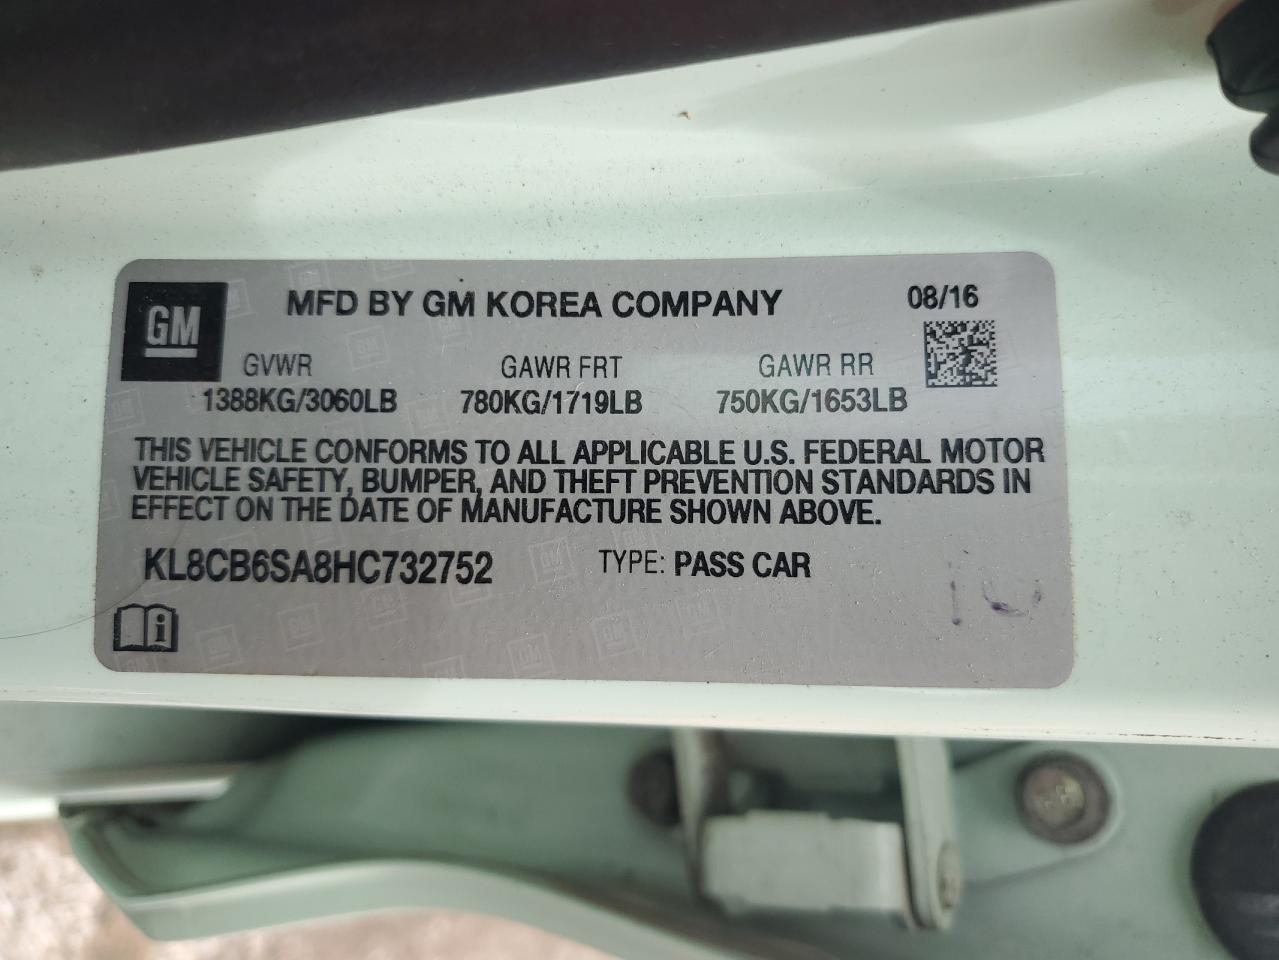 GM
MFD BY GM KOREA COMPANY 08/16
GVWR GAWR FRT GAWR RR
1388KG/3060LB 780KG/1719LB 750KG/1653LB
THIS VEHICLE CONFORMS TO ALL APPLICABLE U.S. FEDERAL MOTOR
VEHICLE SAFETY, BUMPER, AND THEFT PREVENTION STANDARDS IN
EFFECT ON THE DATE OF MANUFACTURE SHOWN ABOVE.
KL8CB6SA8HC732752 TYPE: PASS CAR